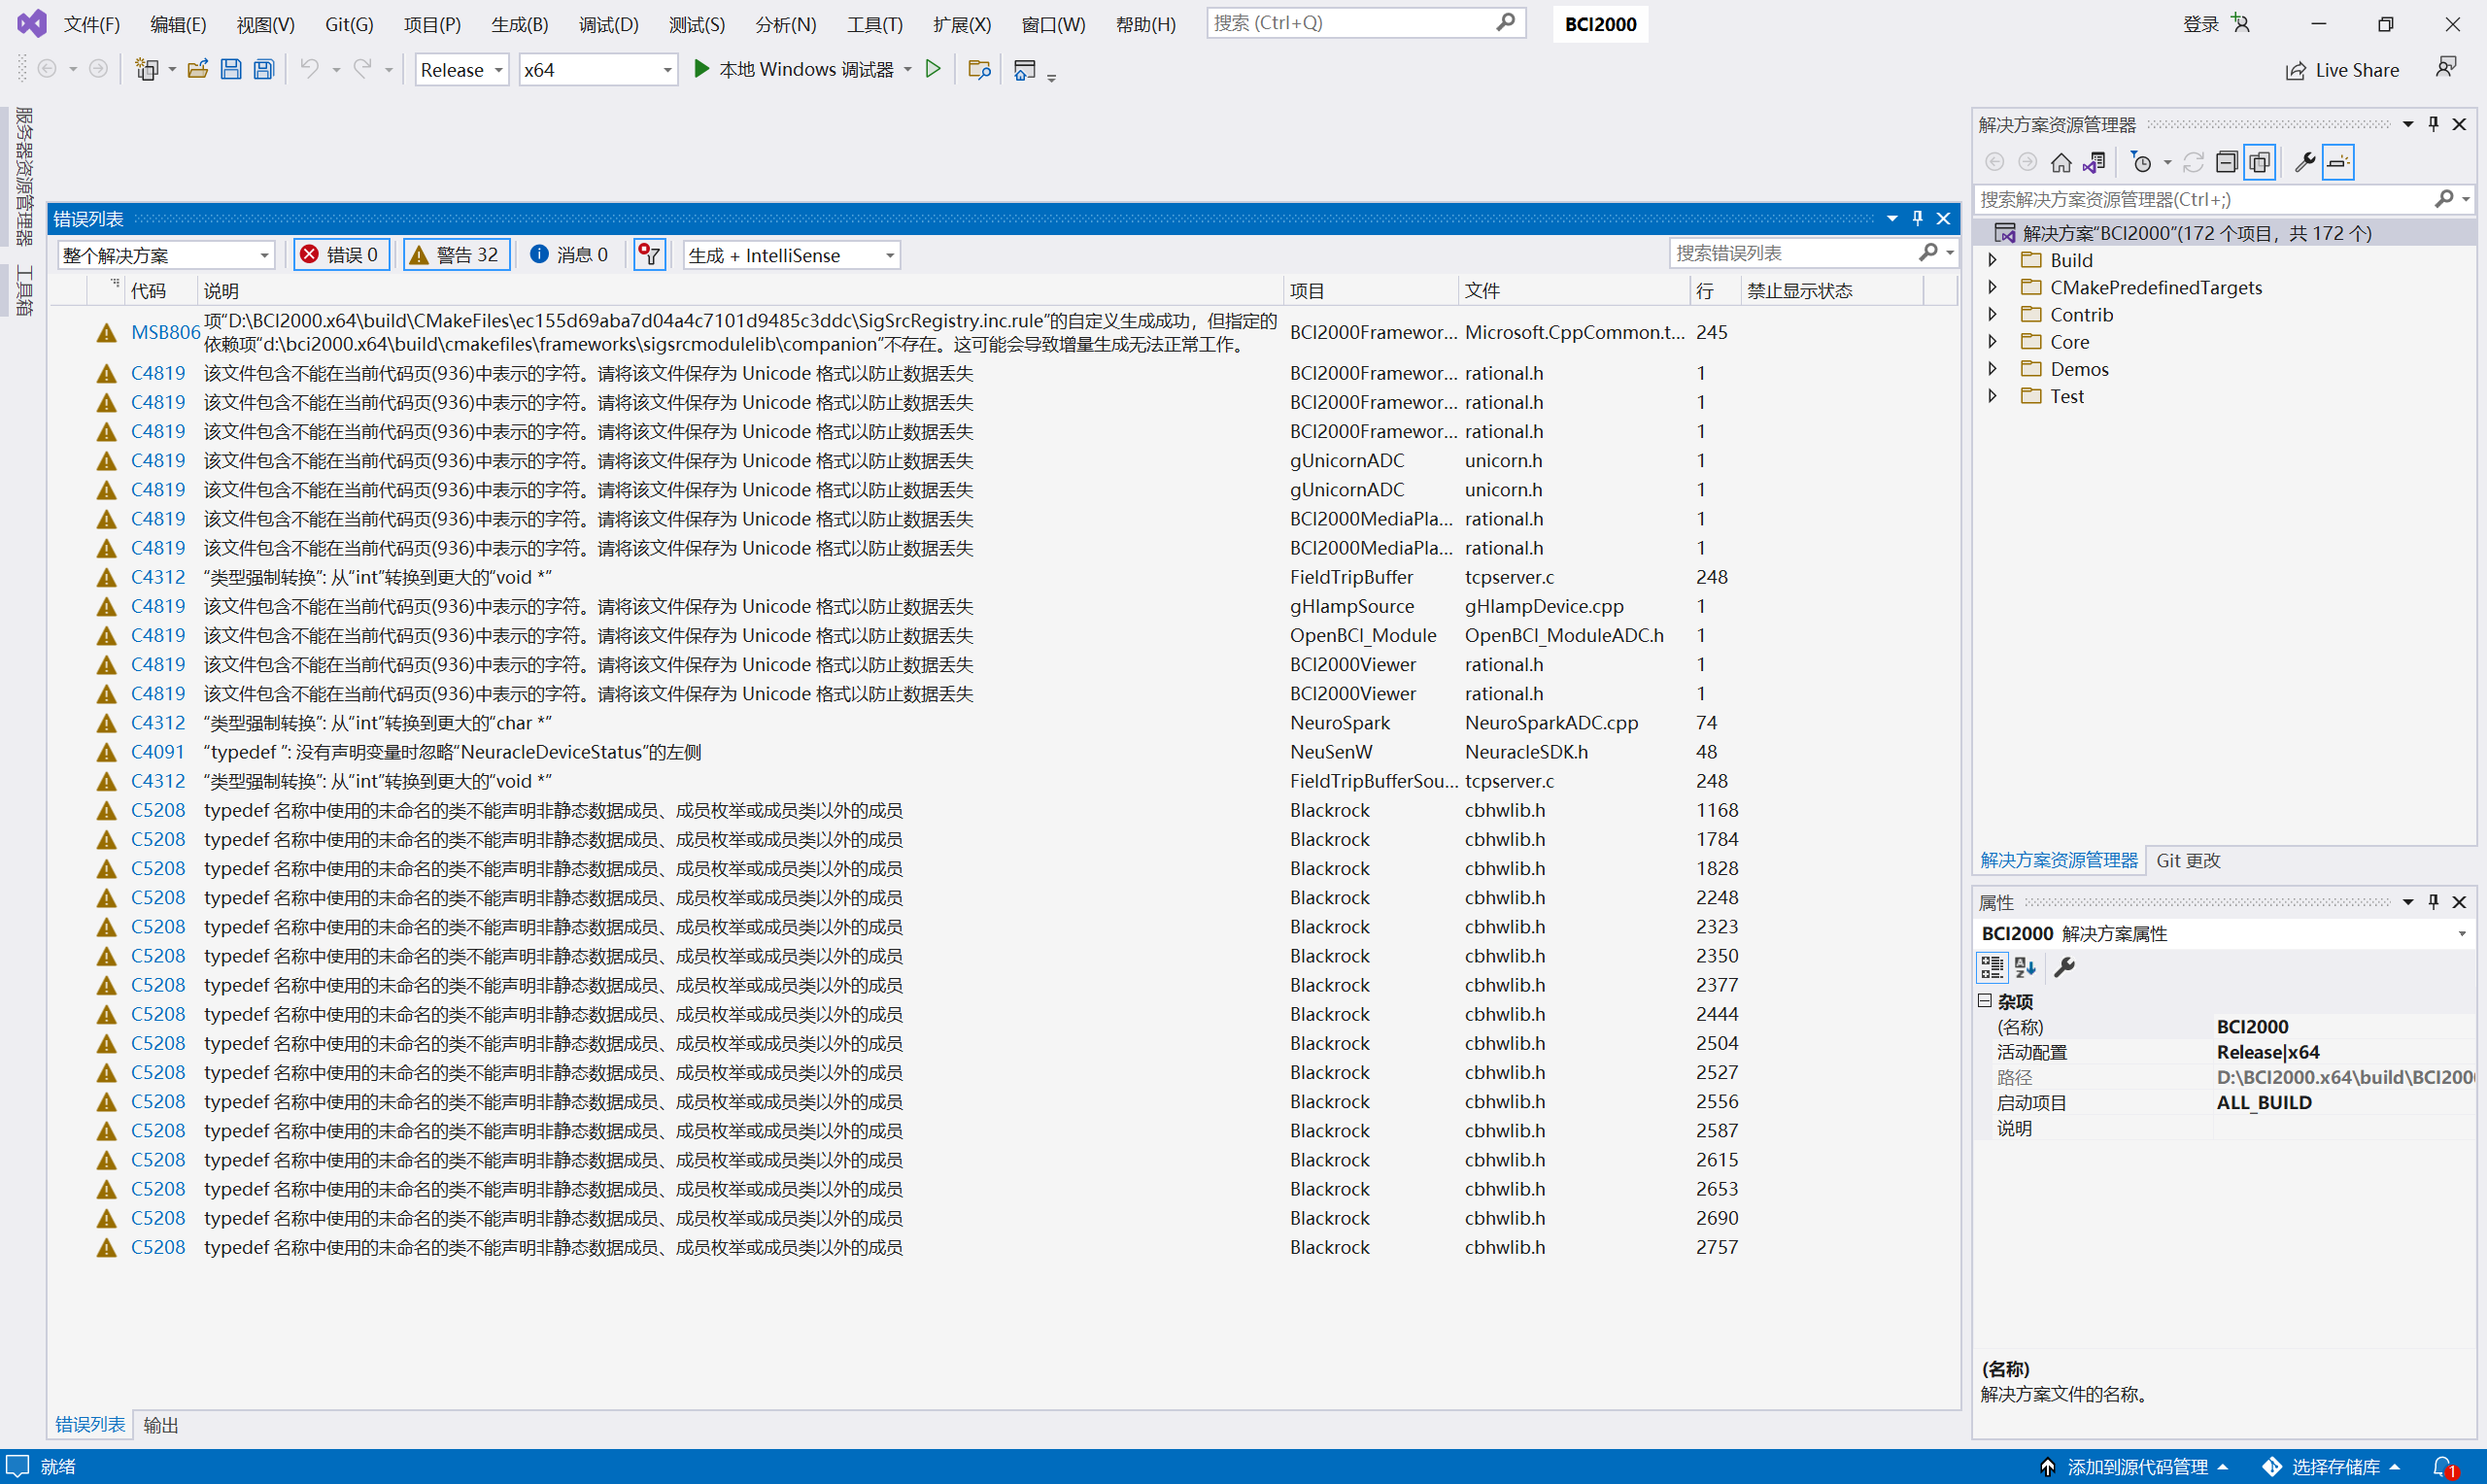 文件(F) 编辑(E) 视图(V) Git(G) 项目(P) 生成(B) 调试(D) 测试(S) 分析(N) 工具(T) 扩展(X) 窗口(W) 帮助(H) 搜索 (Ctrl+Q) BCI2000 登录
Release x64 本地 Windows 调试器 Live Share
服务器资源管理器
工具箱
错误列表
整个解决方案 错误 0 警告 32 消息 0 生成 + IntelliSense 搜索错误列表
代码 说明 项目 文件 行 禁止显示状态
MSB806 项“D:\BCI2000.x64\build\CMakeFiles\ec155d69aba7d04a4c7101d9485c3ddc\SigSrcRegistry.inc.rule”的自定义生成成功，但指定的
依赖项“d:\bci2000.x64\build\cmakefiles\frameworks\sigsrcmodulelib\companion”不存在。这可能会导致增量生成无法正常工作。 BCI2000Framewor... Microsoft.CppCommon.t... 245
C4819 该文件包含不能在当前代码页(936)中表示的字符。请将该文件保存为 Unicode 格式以防止数据丢失 BCI2000Framewor... rational.h 1
C4819 该文件包含不能在当前代码页(936)中表示的字符。请将该文件保存为 Unicode 格式以防止数据丢失 BCI2000Framewor... rational.h 1
C4819 该文件包含不能在当前代码页(936)中表示的字符。请将该文件保存为 Unicode 格式以防止数据丢失 BCI2000Framewor... rational.h 1
C4819 该文件包含不能在当前代码页(936)中表示的字符。请将该文件保存为 Unicode 格式以防止数据丢失 gUnicornADC unicorn.h 1
C4819 该文件包含不能在当前代码页(936)中表示的字符。请将该文件保存为 Unicode 格式以防止数据丢失 gUnicornADC unicorn.h 1
C4819 该文件包含不能在当前代码页(936)中表示的字符。请将该文件保存为 Unicode 格式以防止数据丢失 BCI2000MediaPla... rational.h 1
C4819 该文件包含不能在当前代码页(936)中表示的字符。请将该文件保存为 Unicode 格式以防止数据丢失 BCI2000MediaPla... rational.h 1
C4312 “类型强制转换”: 从“int”转换到更大的“void *” FieldTripBuffer tcpserver.c 248
C4819 该文件包含不能在当前代码页(936)中表示的字符。请将该文件保存为 Unicode 格式以防止数据丢失 gHIampSource gHIampDevice.cpp 1
C4819 该文件包含不能在当前代码页(936)中表示的字符。请将该文件保存为 Unicode 格式以防止数据丢失 OpenBCI_Module OpenBCI_ModuleADC.h 1
C4819 该文件包含不能在当前代码页(936)中表示的字符。请将该文件保存为 Unicode 格式以防止数据丢失 BCI2000Viewer rational.h 1
C4819 该文件包含不能在当前代码页(936)中表示的字符。请将该文件保存为 Unicode 格式以防止数据丢失 BCI2000Viewer rational.h 1
C4312 “类型强制转换”: 从“int”转换到更大的“char *” NeuroSpark NeuroSparkADC.cpp 74
C4091 “typedef ”: 没有声明变量时忽略“NeuracleDeviceStatus”的左侧 NeuSenW NeuracleSDK.h 48
C4312 “类型强制转换”: 从“int”转换到更大的“void *” FieldTripBufferSou... tcpserver.c 248
C5208 typedef 名称中使用的未命名的类不能声明非静态数据成员、成员枚举或成员类以外的成员 Blackrock cbhwlib.h 1168
C5208 typedef 名称中使用的未命名的类不能声明非静态数据成员、成员枚举或成员类以外的成员 Blackrock cbhwlib.h 1784
C5208 typedef 名称中使用的未命名的类不能声明非静态数据成员、成员枚举或成员类以外的成员 Blackrock cbhwlib.h 1828
C5208 typedef 名称中使用的未命名的类不能声明非静态数据成员、成员枚举或成员类以外的成员 Blackrock cbhwlib.h 2248
C5208 typedef 名称中使用的未命名的类不能声明非静态数据成员、成员枚举或成员类以外的成员 Blackrock cbhwlib.h 2323
C5208 typedef 名称中使用的未命名的类不能声明非静态数据成员、成员枚举或成员类以外的成员 Blackrock cbhwlib.h 2350
C5208 typedef 名称中使用的未命名的类不能声明非静态数据成员、成员枚举或成员类以外的成员 Blackrock cbhwlib.h 2377
C5208 typedef 名称中使用的未命名的类不能声明非静态数据成员、成员枚举或成员类以外的成员 Blackrock cbhwlib.h 2444
C5208 typedef 名称中使用的未命名的类不能声明非静态数据成员、成员枚举或成员类以外的成员 Blackrock cbhwlib.h 2504
C5208 typedef 名称中使用的未命名的类不能声明非静态数据成员、成员枚举或成员类以外的成员 Blackrock cbhwlib.h 2527
C5208 typedef 名称中使用的未命名的类不能声明非静态数据成员、成员枚举或成员类以外的成员 Blackrock cbhwlib.h 2556
C5208 typedef 名称中使用的未命名的类不能声明非静态数据成员、成员枚举或成员类以外的成员 Blackrock cbhwlib.h 2587
C5208 typedef 名称中使用的未命名的类不能声明非静态数据成员、成员枚举或成员类以外的成员 Blackrock cbhwlib.h 2615
C5208 typedef 名称中使用的未命名的类不能声明非静态数据成员、成员枚举或成员类以外的成员 Blackrock cbhwlib.h 2653
C5208 typedef 名称中使用的未命名的类不能声明非静态数据成员、成员枚举或成员类以外的成员 Blackrock cbhwlib.h 2690
C5208 typedef 名称中使用的未命名的类不能声明非静态数据成员、成员枚举或成员类以外的成员 Blackrock cbhwlib.h 2757
错误列表 输出
解决方案资源管理器
搜索解决方案资源管理器(Ctrl+;)
解决方案“BCI2000”(172 个项目，共 172 个)
Build
CMakePredefinedTargets
Contrib
Core
Demos
Test
解决方案资源管理器 Git 更改
属性
BCI2000 解决方案属性
杂项
(名称) BCI2000
活动配置 Release|x64
路径 D:\BCI2000.x64\build\BCI200
启动项目 ALL_BUILD
说明
(名称)
解决方案文件的名称。
就绪 添加到源代码管理 选择存储库 1